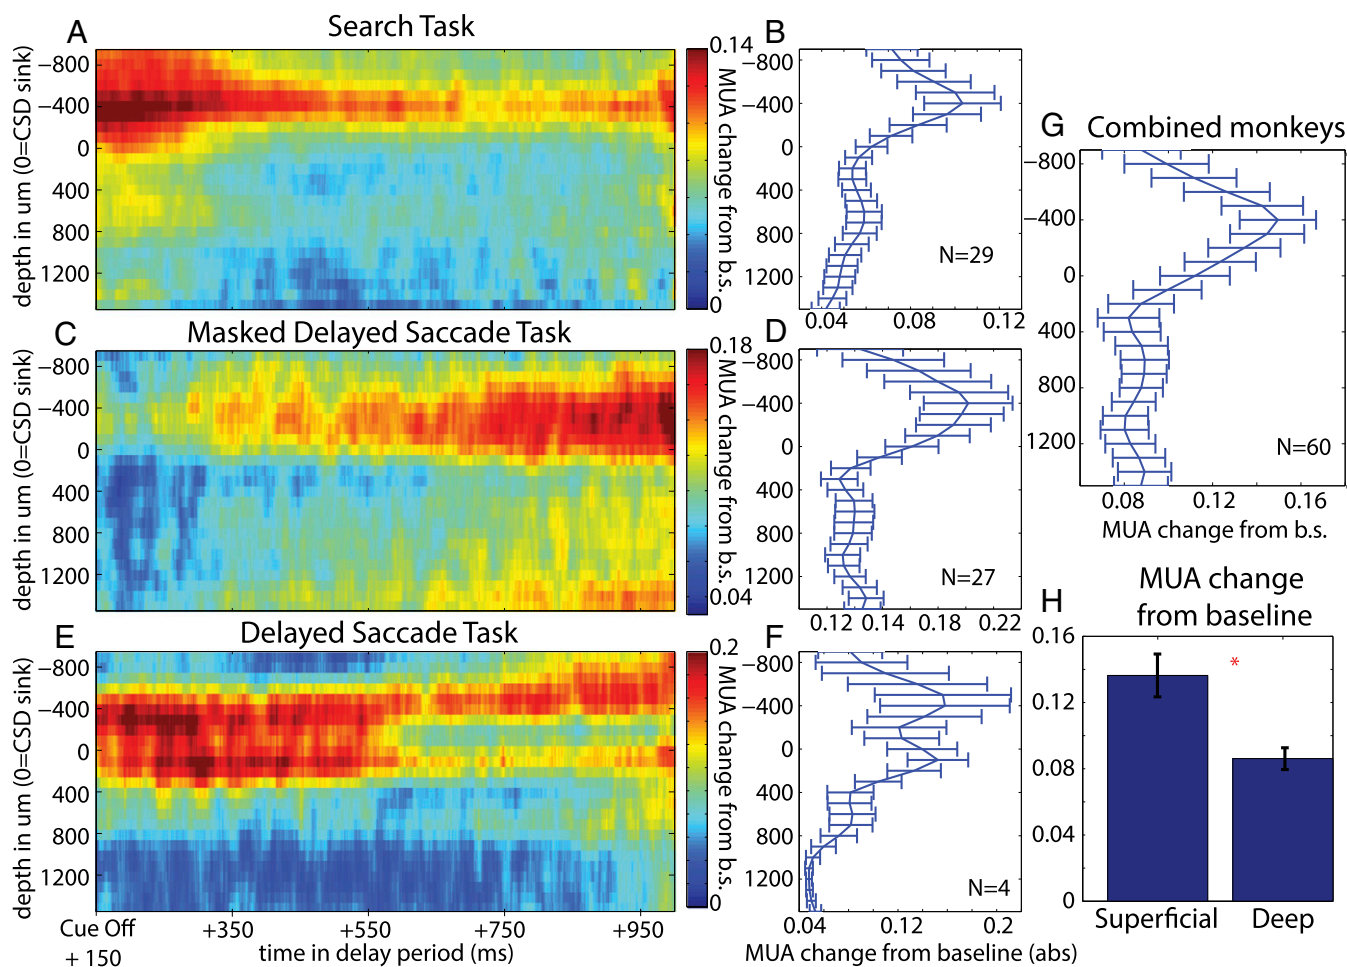 A
Search Task
depth in um (0=CSD sink)
−800
−400
0
400
800
1200
0.14
MUA change from b.s.
0
B
−800
−400
0
400
800
1200
N=29
0.04
0.08
0.12
C
Masked Delayed Saccade Task
depth in um (0=CSD sink)
−800
−400
0
400
800
1200
0.18
MUA change from b.s.
0.04
D
−800
−400
0
400
800
1200
N=27
0.12
0.14
0.18
0.22
E
Delayed Saccade Task
depth in um (0=CSD sink)
−800
−400
0
400
800
1200
Cue Off
+ 150
+350
+550
+750
+950
time in delay period (ms)
0.2
MUA change from b.s.
0
F
−800
−400
0
400
800
1200
N=4
0.04
0.12
0.2
MUA change from baseline (abs)
G
Combined monkeys
−800
−400
0
400
800
1200
N=60
0.08
0.12
0.16
MUA change from b.s.
H
MUA change
from baseline
0.16
0.12
0.08
0.04
0
*
Superficial
Deep